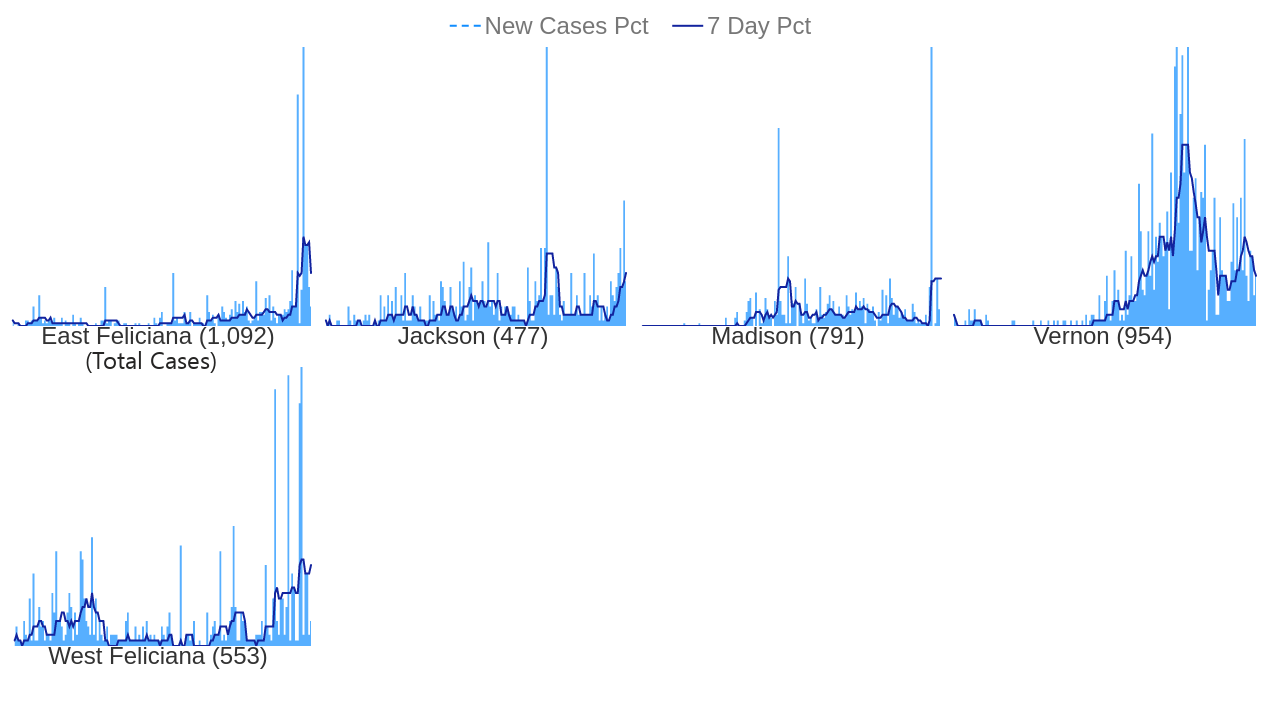 New Cases Pct 7 Day Pct
East Feliciana (1,092) Jackson (477) Madison (791) Vernon (954)
(Total Cases)
West Feliciana (553)